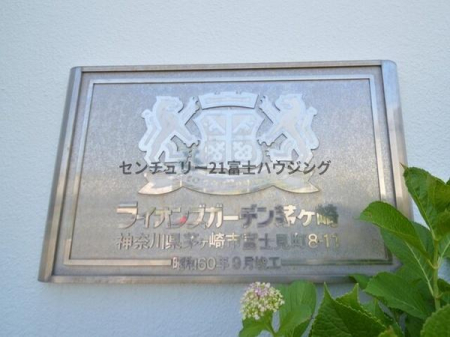 センチュリー21富士ハウジング
ライオンズガーデン茅ヶ崎
神奈川県茅ヶ崎市富士見町8-11
昭和60年9月竣工